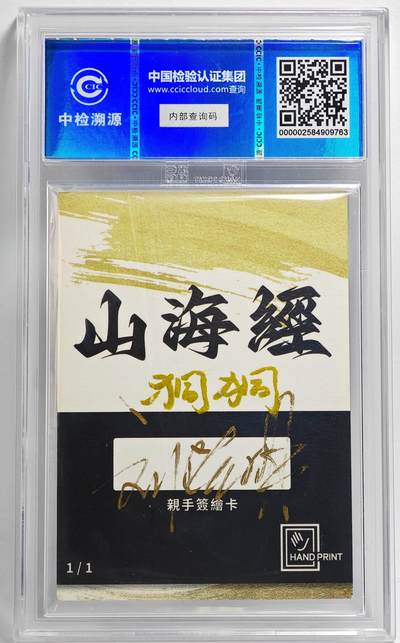 CIC
中检溯源
中国检验认证集团
www.cciccloud.com查询
内部查询码
000002584909763
山海經
狪狪
親手簽繪卡
HAND PRINT
1/1